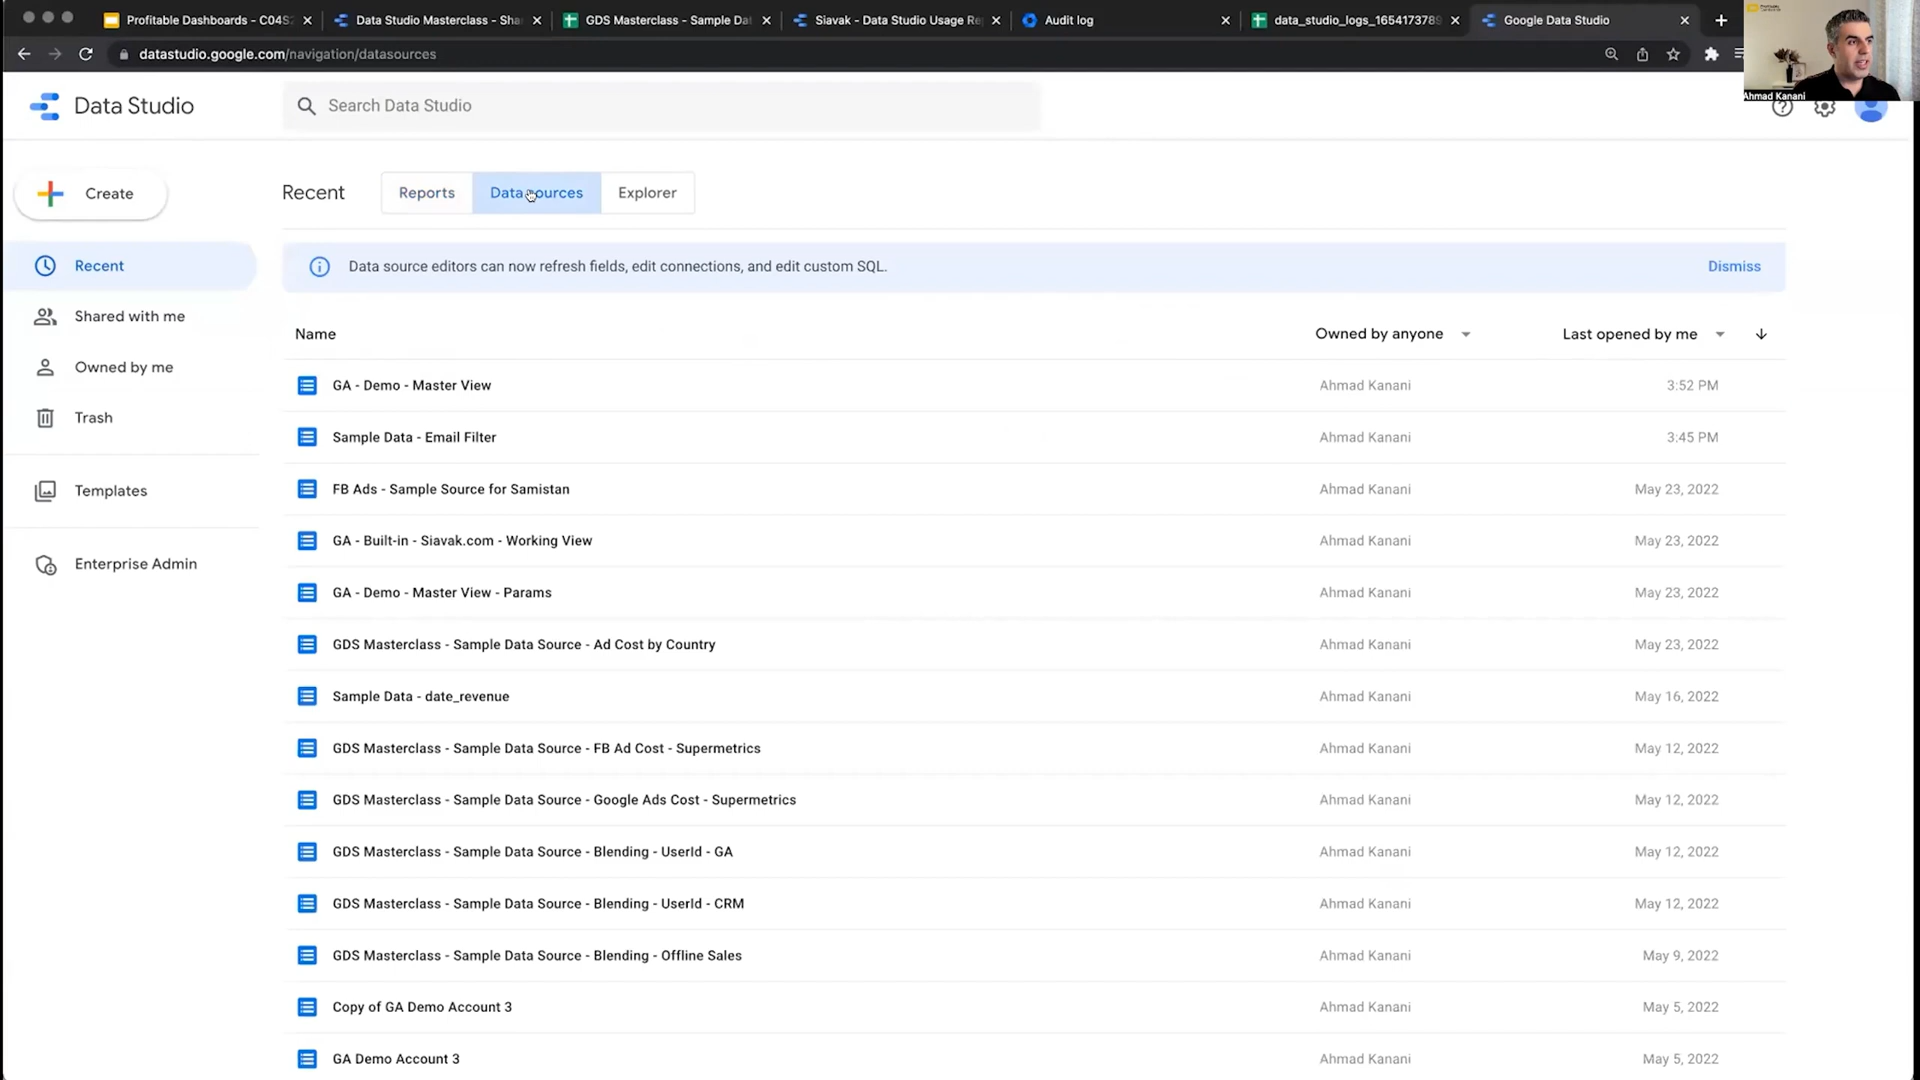 Profitable Dashboards - C04S
Data Studio Masterclass - Sha
GDS Masterclass - Sample Da
Siavak - Data Studio Usage Re
Audit log
data_studio_logs_1654173789
Google Data Studio
datastudio.google.com/navigation/datasources
Ahmad Kanani
Data Studio
Search Data Studio
Create
Recent
Reports
Data sources
Explorer
Recent
Shared with me
Owned by me
Trash
Templates
Enterprise Admin
Data source editors can now refresh fields, edit connections, and edit custom SQL.
Dismiss
Name
Owned by anyone
Last opened by me
GA - Demo - Master View
Ahmad Kanani
3:52 PM
Sample Data - Email Filter
Ahmad Kanani
3:45 PM
FB Ads - Sample Source for Samistan
Ahmad Kanani
May 23, 2022
GA - Built-in - Siavak.com - Working View
Ahmad Kanani
May 23, 2022
GA - Demo - Master View - Params
Ahmad Kanani
May 23, 2022
GDS Masterclass - Sample Data Source - Ad Cost by Country
Ahmad Kanani
May 23, 2022
Sample Data - date_revenue
Ahmad Kanani
May 16, 2022
GDS Masterclass - Sample Data Source - FB Ad Cost - Supermetrics
Ahmad Kanani
May 12, 2022
GDS Masterclass - Sample Data Source - Google Ads Cost - Supermetrics
Ahmad Kanani
May 12, 2022
GDS Masterclass - Sample Data Source - Blending - UserId - GA
Ahmad Kanani
May 12, 2022
GDS Masterclass - Sample Data Source - Blending - UserId - CRM
Ahmad Kanani
May 12, 2022
GDS Masterclass - Sample Data Source - Blending - Offline Sales
Ahmad Kanani
May 9, 2022
Copy of GA Demo Account 3
Ahmad Kanani
May 5, 2022
GA Demo Account 3
Ahmad Kanani
May 5, 2022